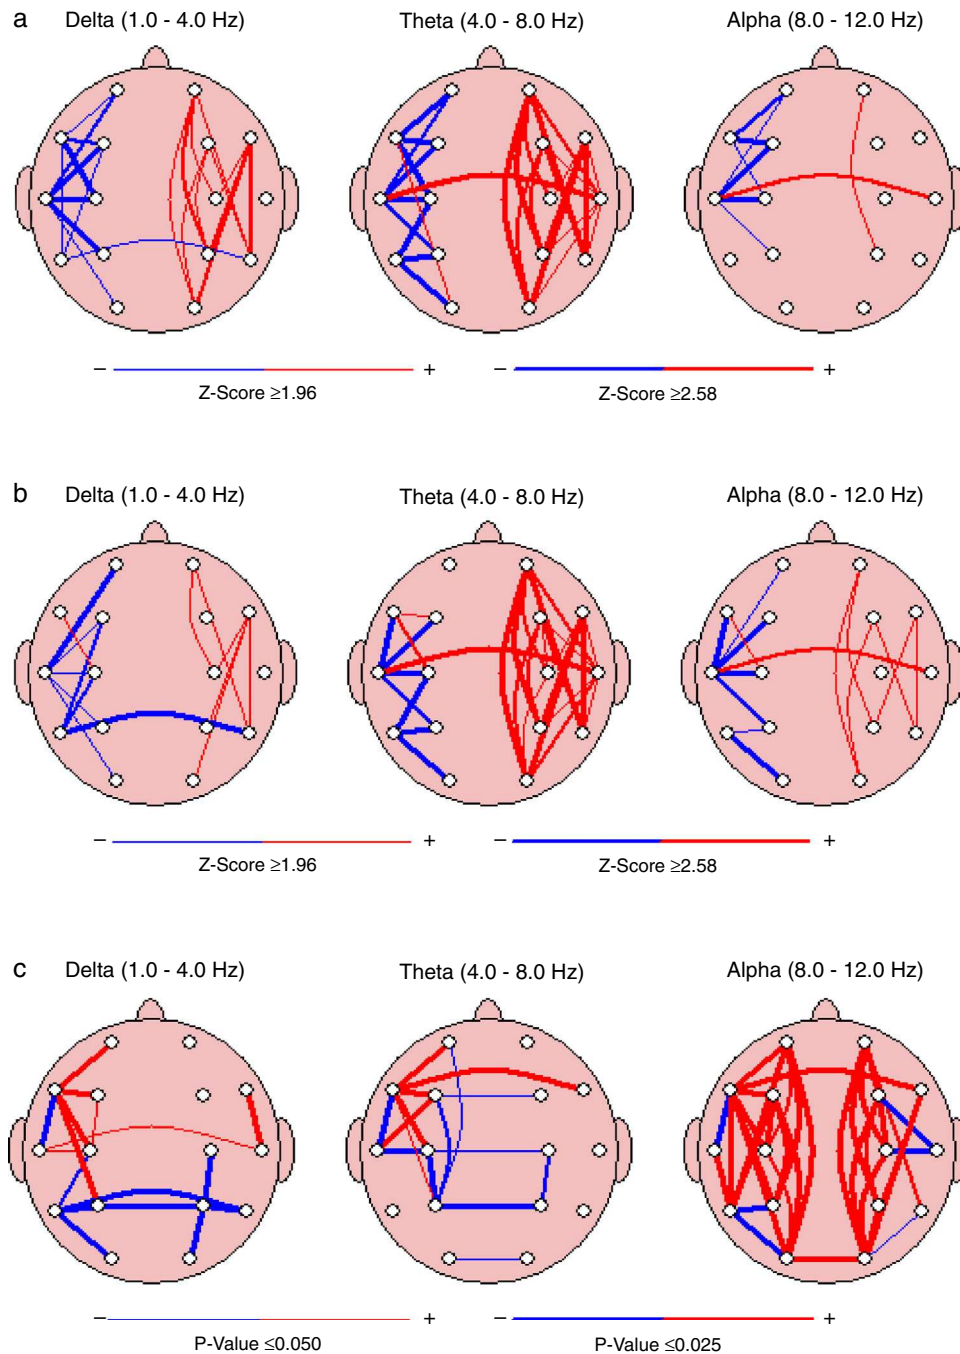 a
Delta (1.0 - 4.0 Hz) Theta (4.0 - 8.0 Hz) Alpha (8.0 - 12.0 Hz)
– + – +
Z-Score ≥1.96 Z-Score ≥2.58
b
Delta (1.0 - 4.0 Hz) Theta (4.0 - 8.0 Hz) Alpha (8.0 - 12.0 Hz)
– + – +
Z-Score ≥1.96 Z-Score ≥2.58
c
Delta (1.0 - 4.0 Hz) Theta (4.0 - 8.0 Hz) Alpha (8.0 - 12.0 Hz)
– + – +
P-Value ≤0.050 P-Value ≤0.025